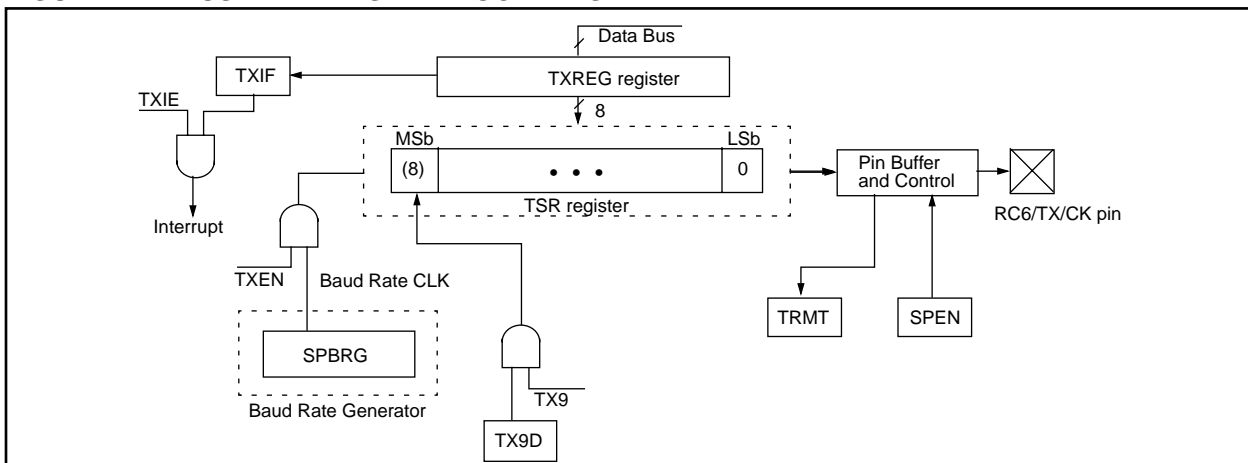 Data Bus
TXIF
TXREG register
TXIE
8
MSb
LSb
(8)
• • •
0
Pin Buffer
and Control
TSR register
Interrupt
RC6/TX/CK pin
TXEN
Baud Rate CLK
TRMT
SPEN
SPBRG
TX9
Baud Rate Generator
TX9D